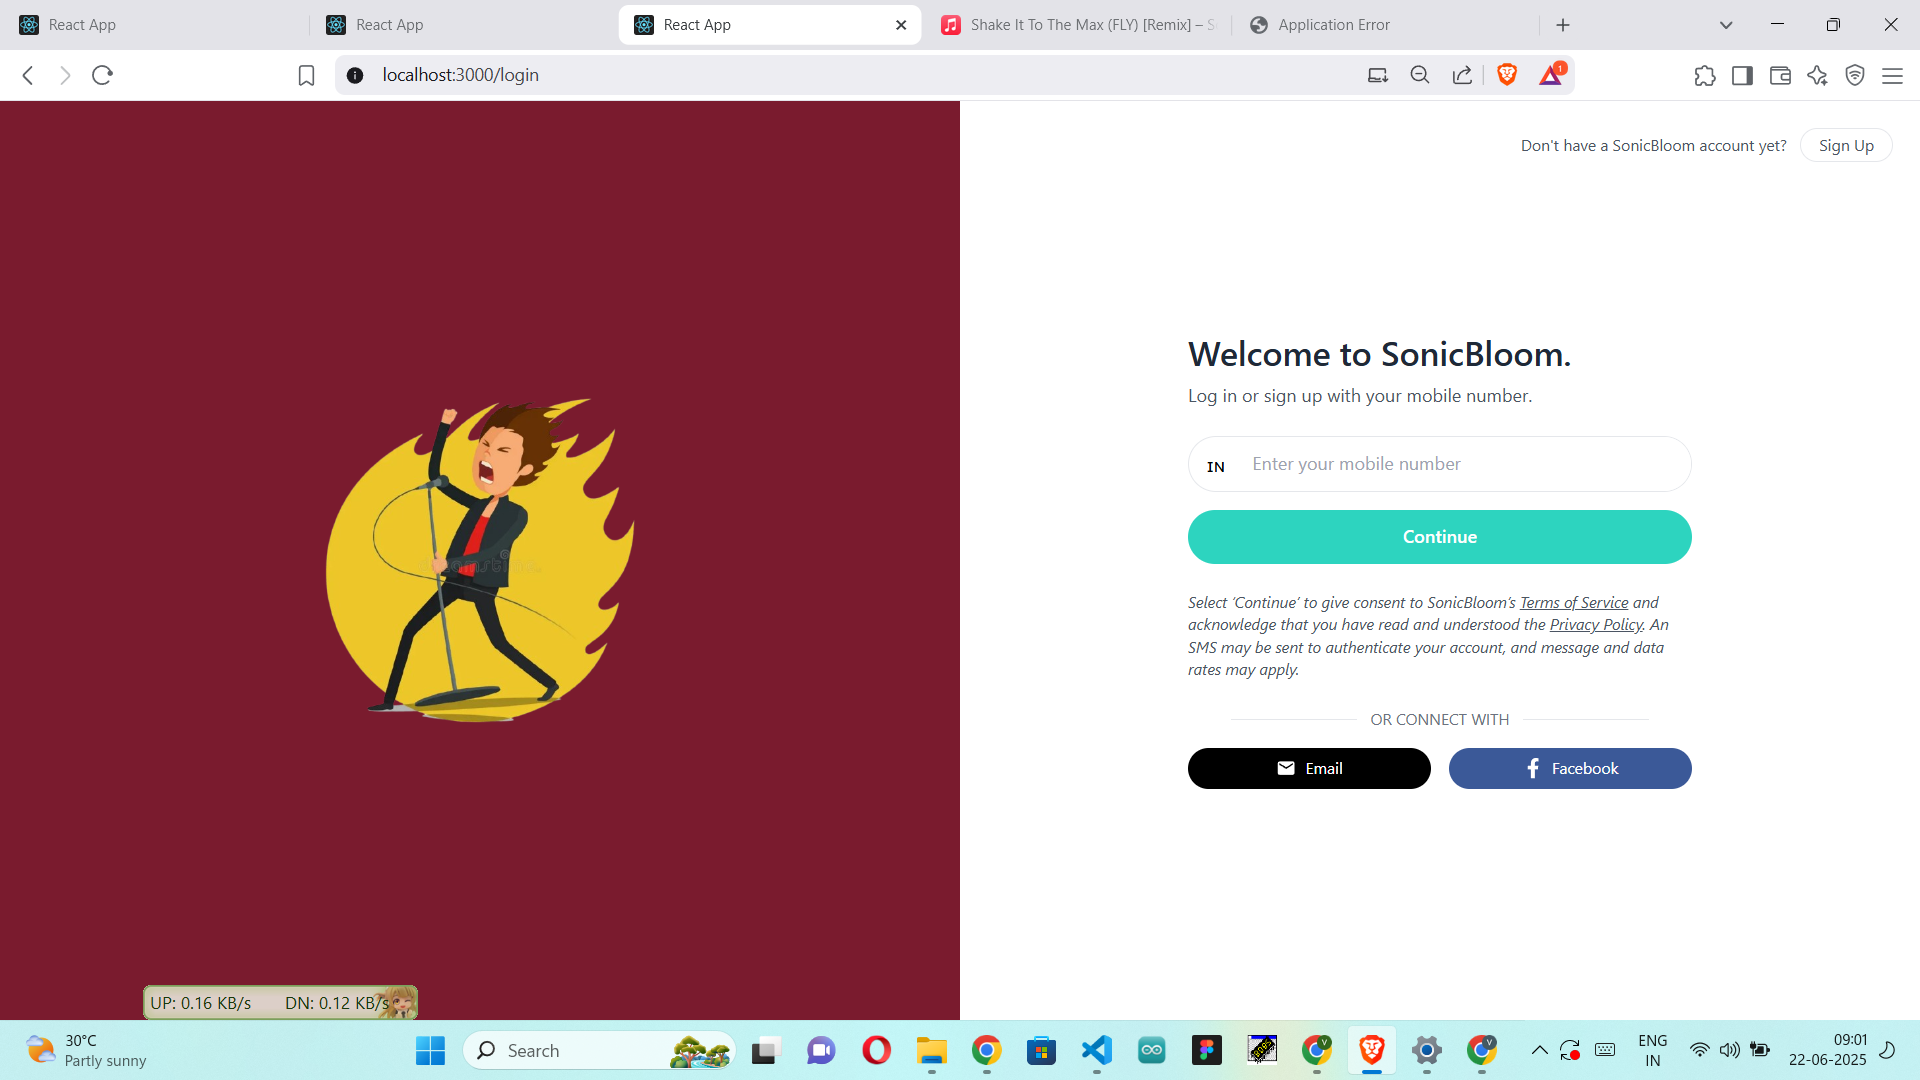 React App
React App
React App
Shake It To The Max (FLY) [Remix] – S
Application Error
localhost:3000/login
1
Don't have a SonicBloom account yet?
Sign Up
Welcome to SonicBloom.
Log in or sign up with your mobile number.
IN
Enter your mobile number
Continue
Select ‘Continue’ to give consent to SonicBloom’s Terms of Service and
acknowledge that you have read and understood the Privacy Policy. An
SMS may be sent to authenticate your account, and message and data
rates may apply.
OR CONNECT WITH
Email
Facebook
UP: 0.16 KB/s
DN: 0.12 KB/s
30°C
Partly sunny
Search
V
V
ENG
IN
09:01
22-06-2025